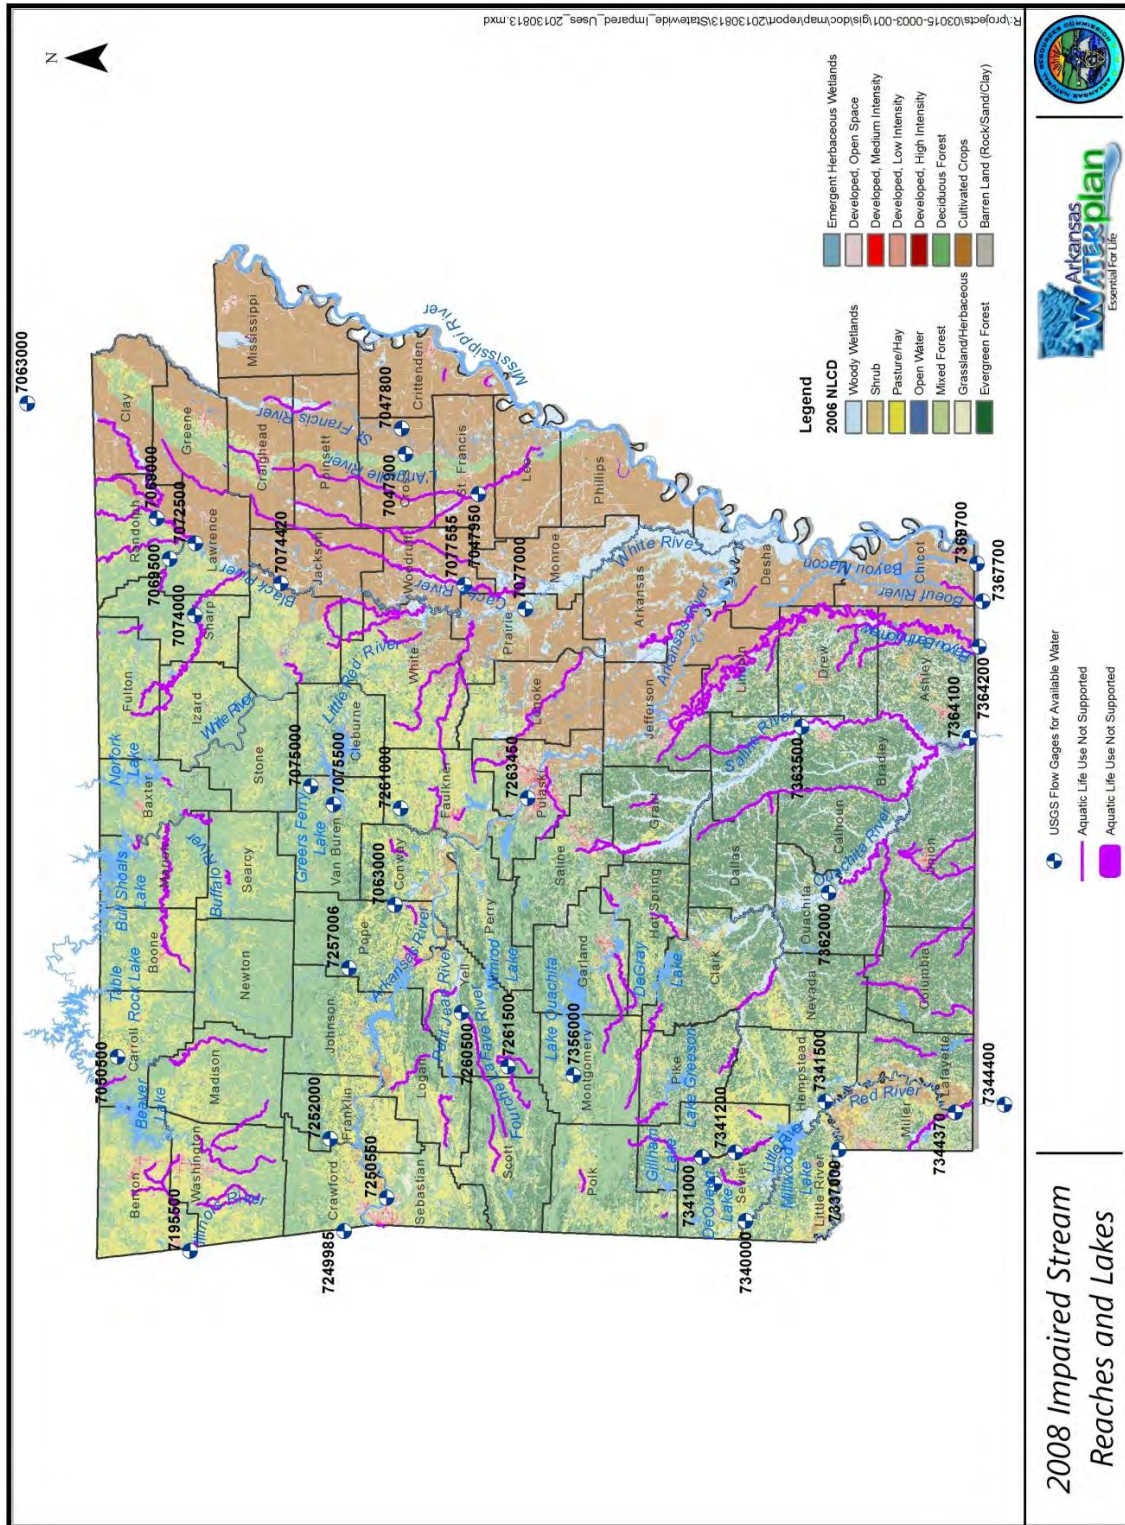 R:\projects\03015-0003-001\gis\doc\map\report\20130813\Statewide_Impared_Uses_20130813.mxd
N
7063000
7050500
Table
Rock Lake
Bull Shoals
Lake
Norfork
Lake
Beaver
Lake
Benton
Carroll
Boone
Marion
Baxter
Fulton
Randolph
7069000
Clay
7069500
7072500
7195500
Illinois River
Washington
Madison
Newton
Searcy
Buffalo River
Stone
Izard
White River
Sharp
7074000
Lawrence
Greene
Craighead
Mississippi
St Francis River
Black River
7074420
Jackson
Poinsett
L'Anguille River
7249985
Crawford
7252000
Franklin
Johnson
7257006
Pope
Van Buren
Greers Ferry
Lake
7075000
7075500
Cleburne
Little Red River
7047800
Crittenden
Mississippi River
7047900
Cross
7250550
Sebastian
Logan
Arkansas River
7063000
Conway
7261000
Faulkner
White
Woodruff
Cache River
7077555
7047950
St. Francis
Lee
Petit Jean River
7260500
Yell
Perry
Scott
Fourche La Fave River
Nimrod
Lake
7261500
7263450
Pulaski
Lonoke
Prairie
7077000
Monroe
Phillips
White River
Polk
Montgomery
7356000
Lake Ouachita
Garland
Saline
Hot Spring
Grant
Jefferson
Arkansas River
Arkansas
Desha
Gillham
Lake
Pike
Lake Greeson
DeGray
Lake
Clark
Dallas
Saline River
Lincoln
7341000
DeQueen
Lake
7341200
Sevier
7340000
Little River
Millwood
Lake
Little River
7337000
Hempstead
7341500
Nevada
Ouachita
7362000
Ouachita River
Calhoun
7363500
Bradley
Drew
Bayou Bartholomew
Bayou Macon
Boeuf River
Chicot
Red River
Miller
Lafayette
7344370
7344400
Columbia
Union
Ashley
7364100
7364200
7367700
7369700
Legend
2006 NLCD
Woody Wetlands
Shrub
Pasture/Hay
Open Water
Mixed Forest
Grassland/Herbaceous
Evergreen Forest
Emergent Herbaceous Wetlands
Developed, Open Space
Developed, Medium Intensity
Developed, Low Intensity
Developed, High Intensity
Deciduous Forest
Cultivated Crops
Barren Land (Rock/Sand/Clay)
2008 Impaired Stream
Reaches and Lakes
USGS Flow Gages for Available Water
Aquatic Life Use Not Supported
Aquatic Life Use Not Supported
Arkansas
WATERplan
Essential For Life
ARKANSAS NATURAL RESOURCES COMMISSION